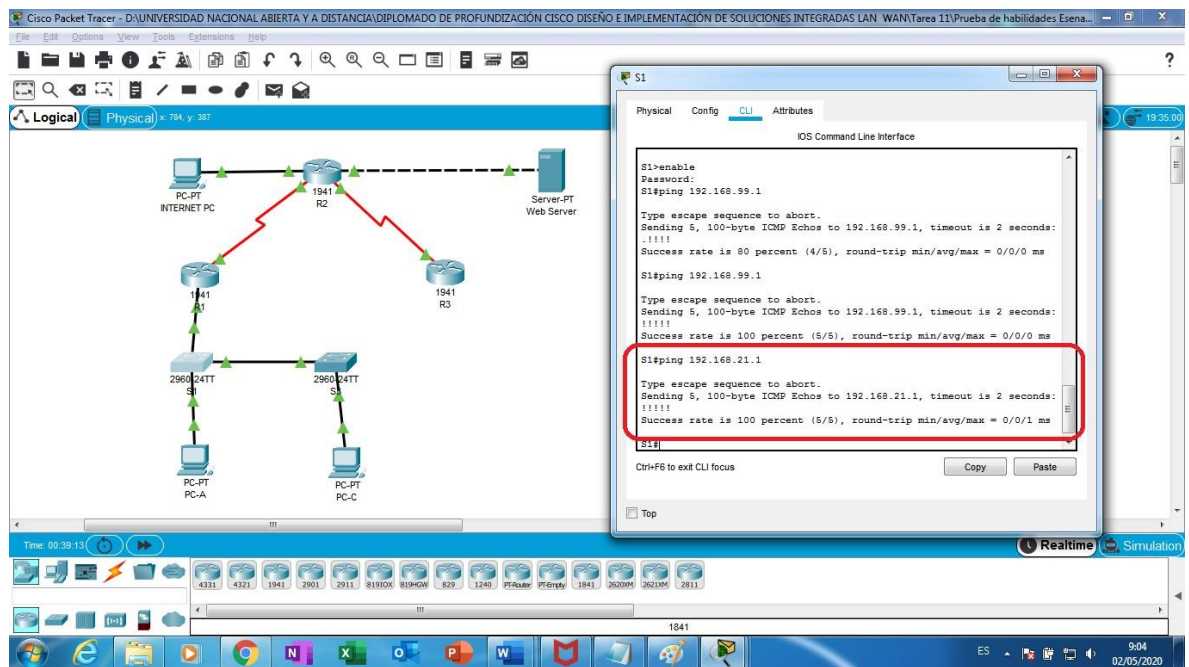 Cisco Packet Tracer - D:\UNIVERSIDAD NACIONAL ABIERTA Y A DISTANCIA\DIPLOMADO DE PROFUNDIZACIÓN CISCO DISEÑO E IMPLEMENTACIÓN DE SOLUCIONES INTEGRADAS LAN WAN\Tarea 11\Prueba de habilidades Esena...
File Edit Options View Tools Extensions Help
?
Logical Physical x: 784, y: 387
19:35:00
PC-PT
INTERNET PC
1941
R2
Server-PT
Web Server
1941
R1
1941
R3
2960-24TT
S1
2960-24TT
PC-PT
PC-A
PC-PT
PC-C
S1
Physical Config CLI Attributes
IOS Command Line Interface
S1>enable
Password:
S1#ping 192.168.99.1
Type escape sequence to abort.
Sending 5, 100-byte ICMP Echos to 192.168.99.1, timeout is 2 seconds:
.!!!!
Success rate is 80 percent (4/5), round-trip min/avg/max = 0/0/0 ms
S1#ping 192.168.99.1
Type escape sequence to abort.
Sending 5, 100-byte ICMP Echos to 192.168.99.1, timeout is 2 seconds:
!!!!!
Success rate is 100 percent (5/5), round-trip min/avg/max = 0/0/0 ms
S1#ping 192.168.21.1
Type escape sequence to abort.
Sending 5, 100-byte ICMP Echos to 192.168.21.1, timeout is 2 seconds:
!!!!!
Success rate is 100 percent (5/5), round-trip min/avg/max = 0/0/1 ms
S1#
Ctrl+F6 to exit CLI focus
Copy Paste
Top
Time: 00:39:13
Realtime Simulation
4331 4321 1941 2901 2911 819IOX 819HGW 829 1240 PT-Router PT-Empty 1841 2620XM 2621XM 2811
1841
ES
9:04
02/05/2020